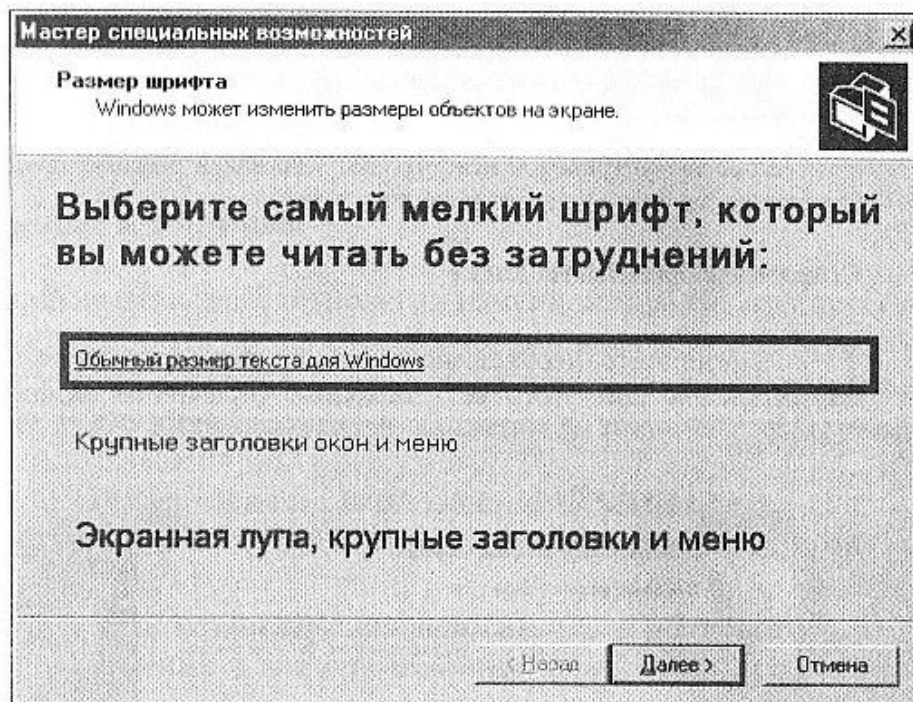 Мастер специальных возможностей
Размер шрифта
Windows может изменить размеры объектов на экране.
Выберите самый мелкий шрифт, который
вы можете читать без затруднений:
Обычный размер текста для Windows
Крупные заголовки окон и меню
Экранная лупа, крупные заголовки и меню
< Назад Далее > Отмена